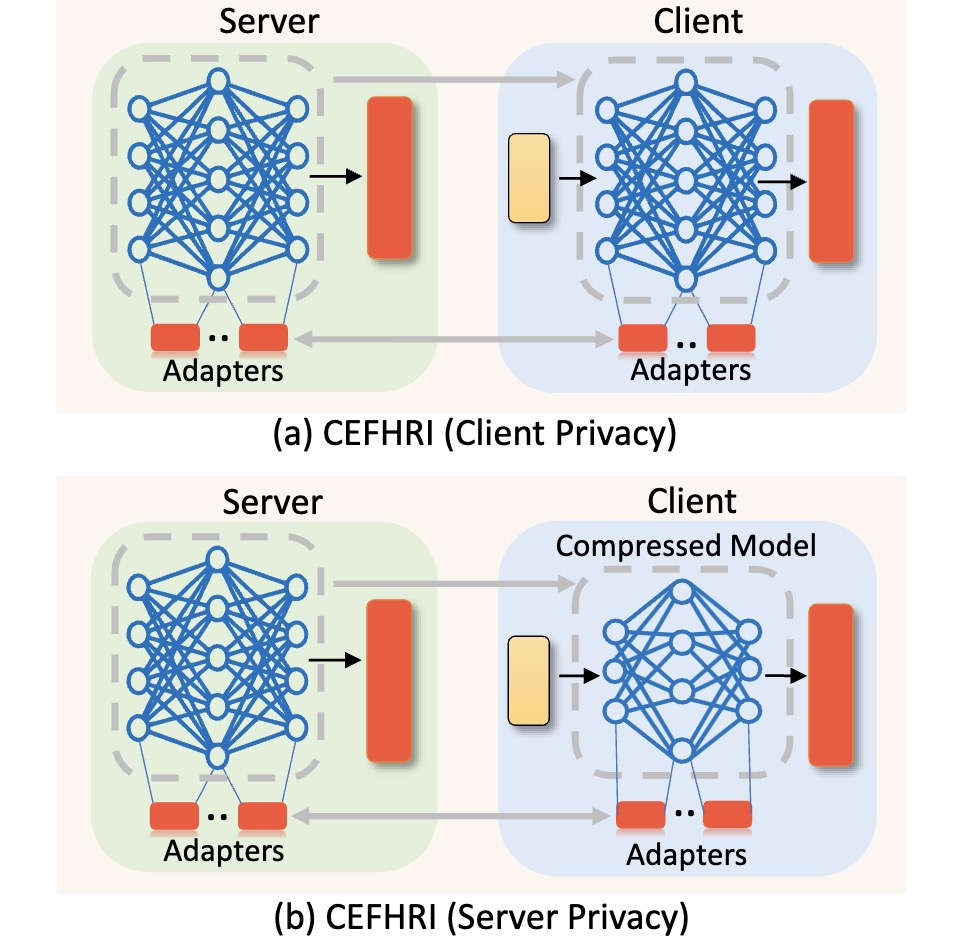 Server
Client
Adapters
Adapters
(a) CEFHRI (Client Privacy)
Server
Client
Compressed Model
Adapters
Adapters
(b) CEFHRI (Server Privacy)